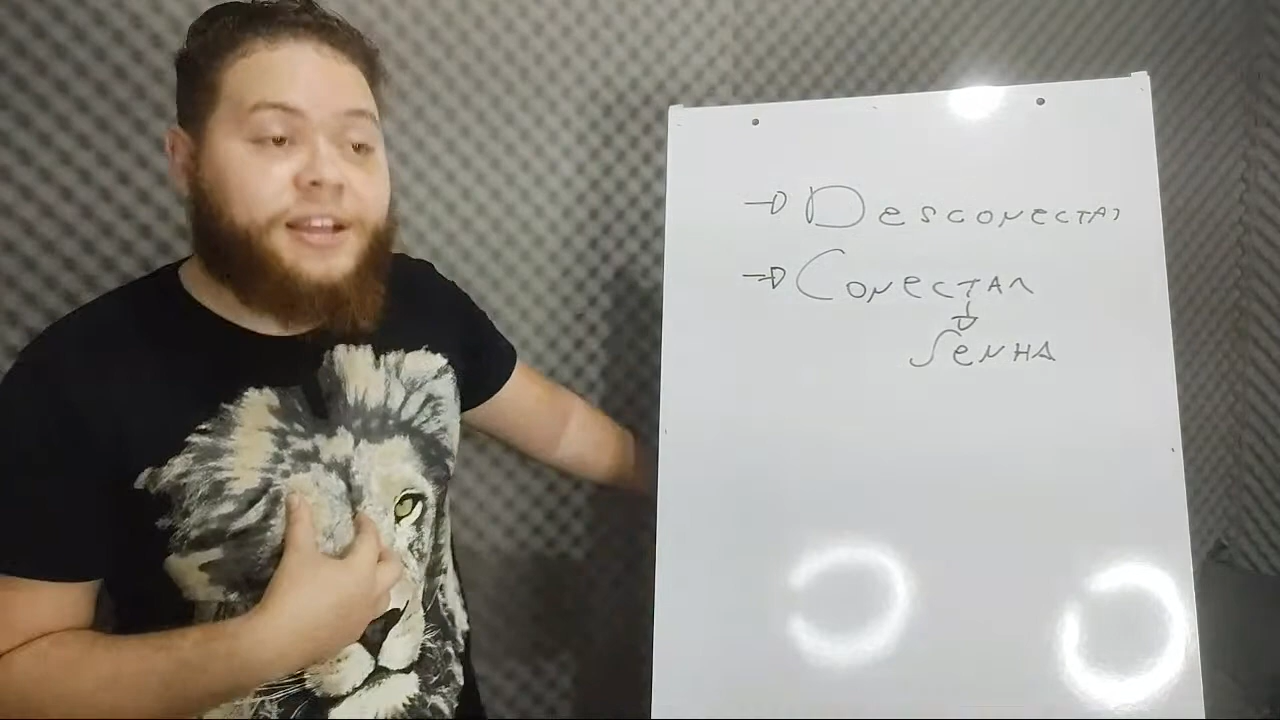 → Desconectar
→ Conectar
↓
Senha